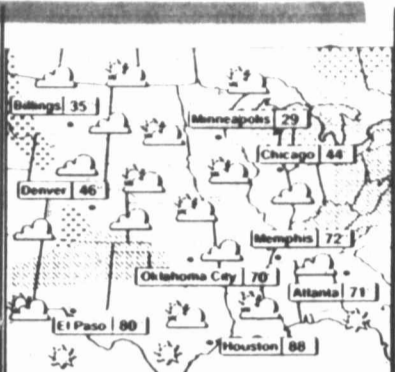 Billings 35
Minneapolis 29
Chicago 44
Denver 46
Memphis 72
Oklahoma City 70
Atlanta 71
El Paso 80
Houston 88